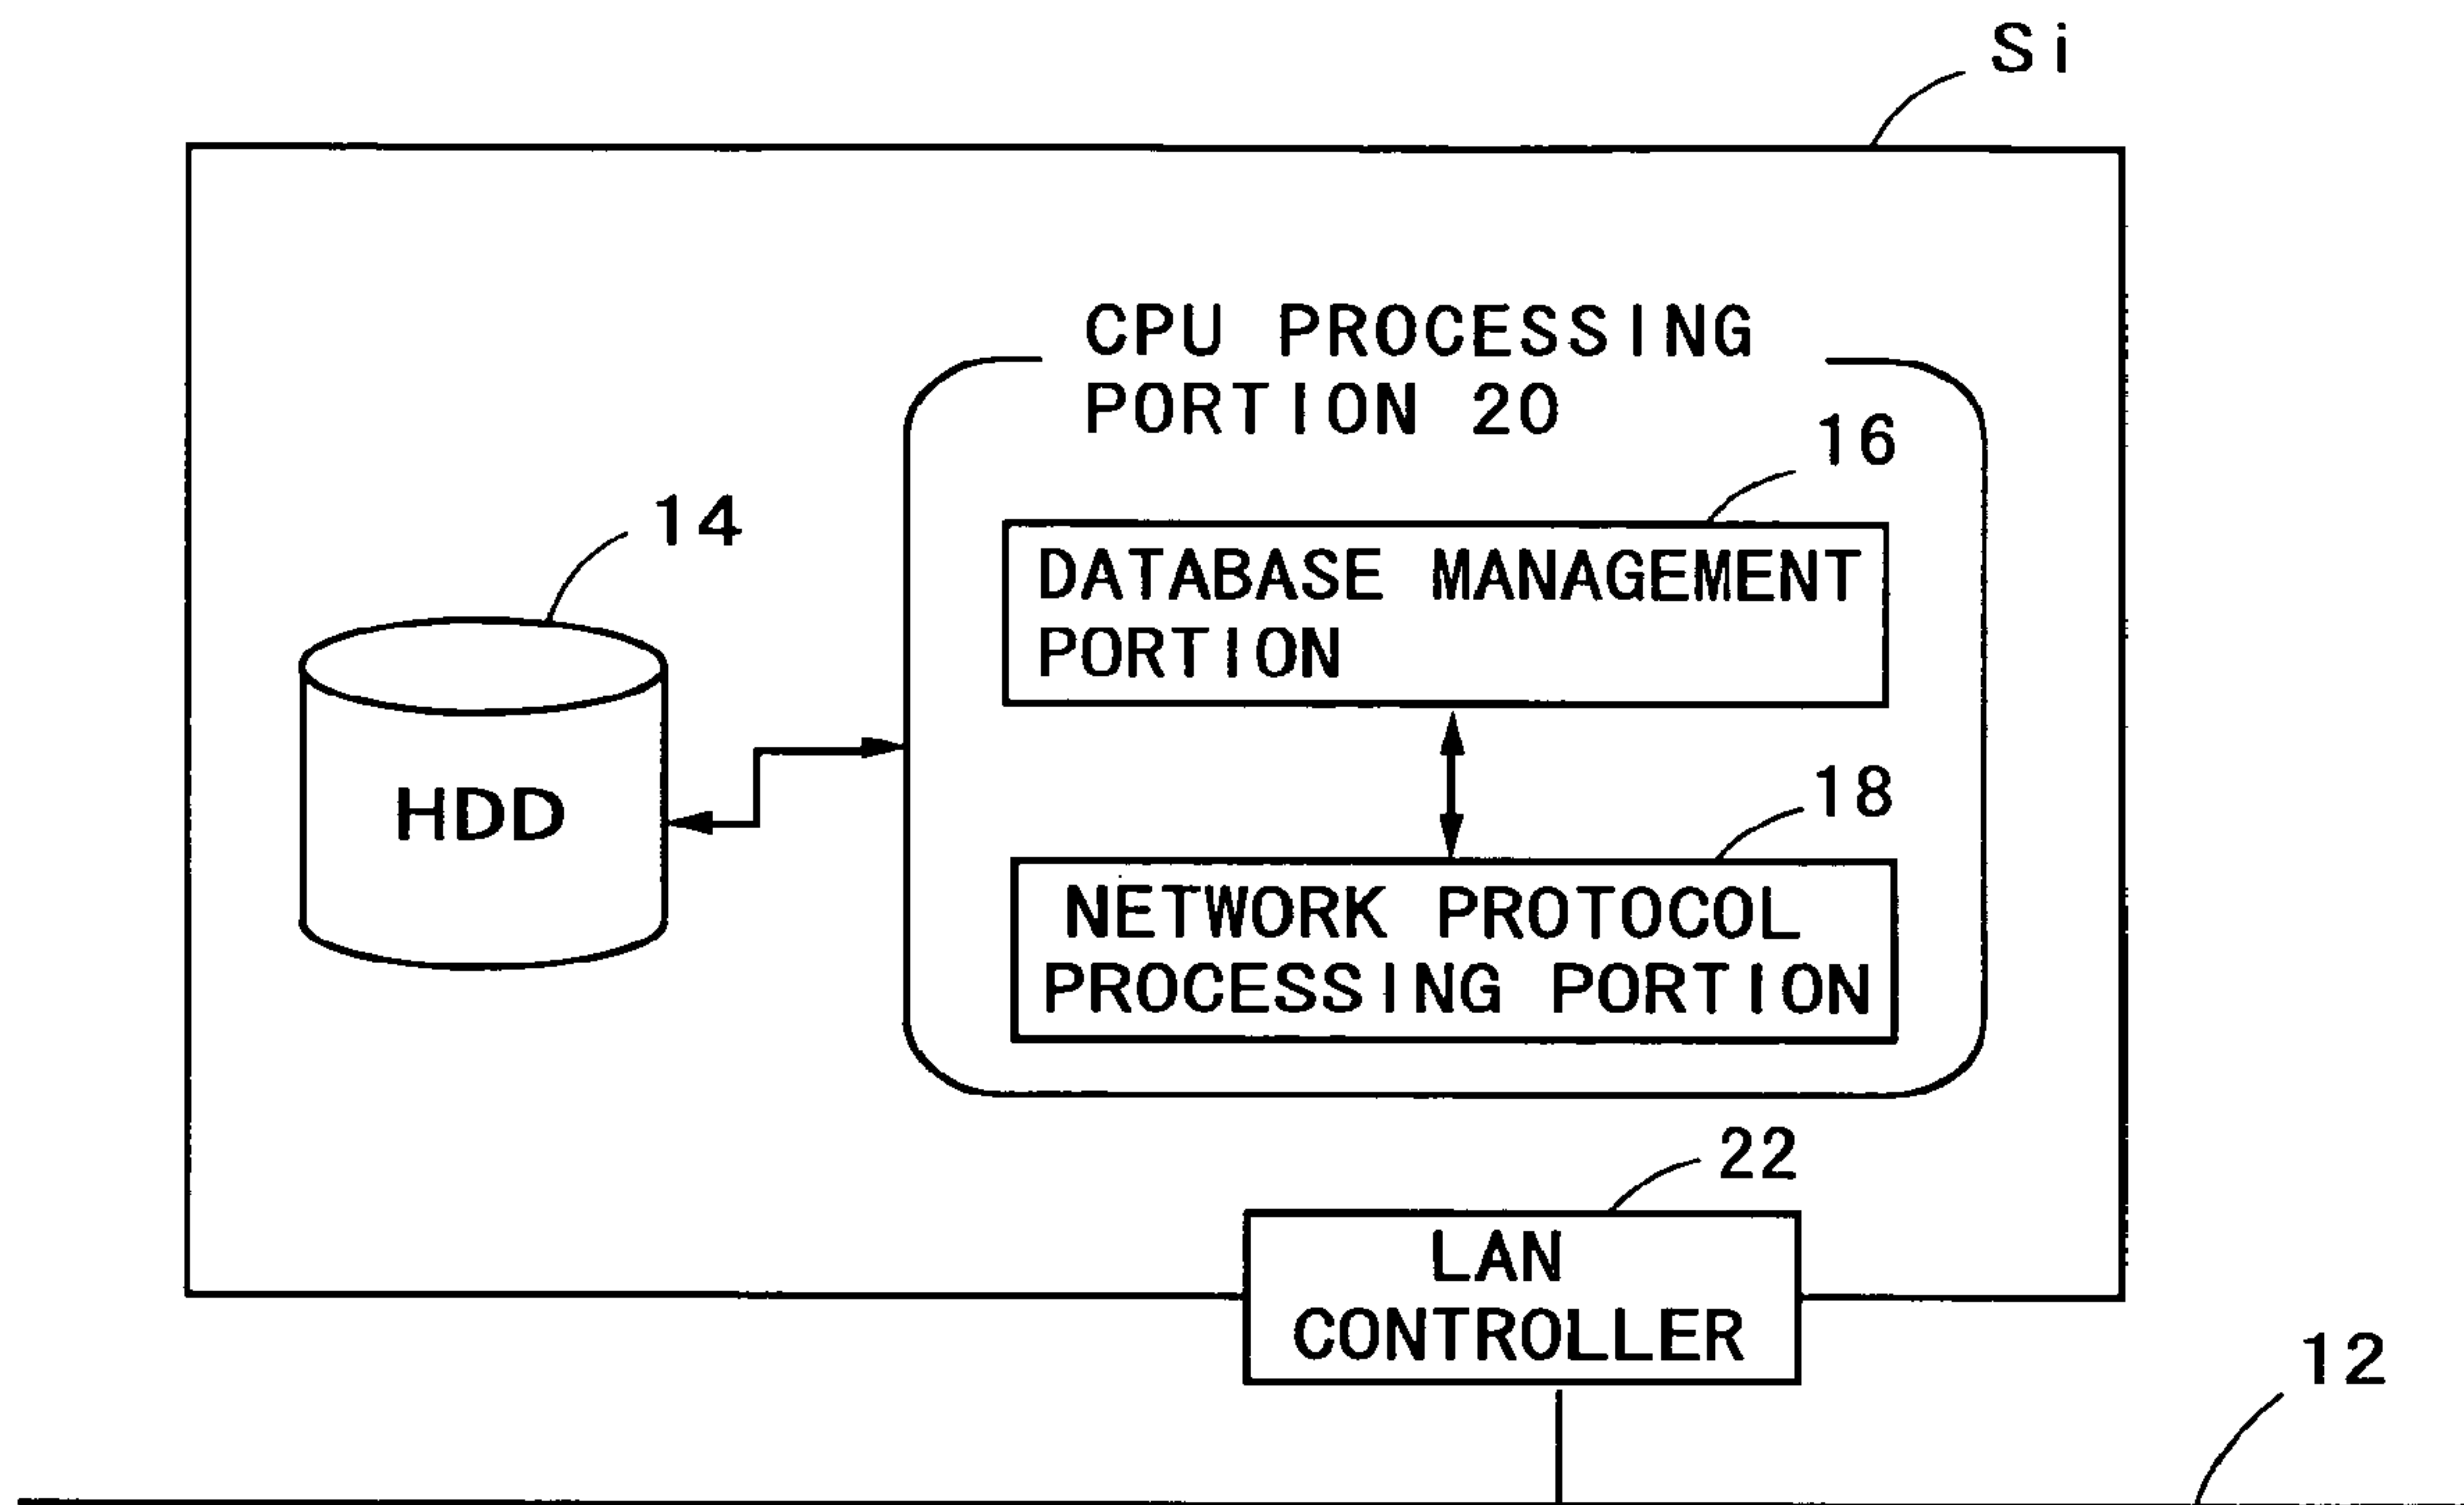 Si
CPU PROCESSING
PORTION 20
16
14
DATABASE MANAGEMENT
PORTION
18
HDD
NETWORK PROTOCOL
PROCESSING PORTION
22
LAN
CONTROLLER
12